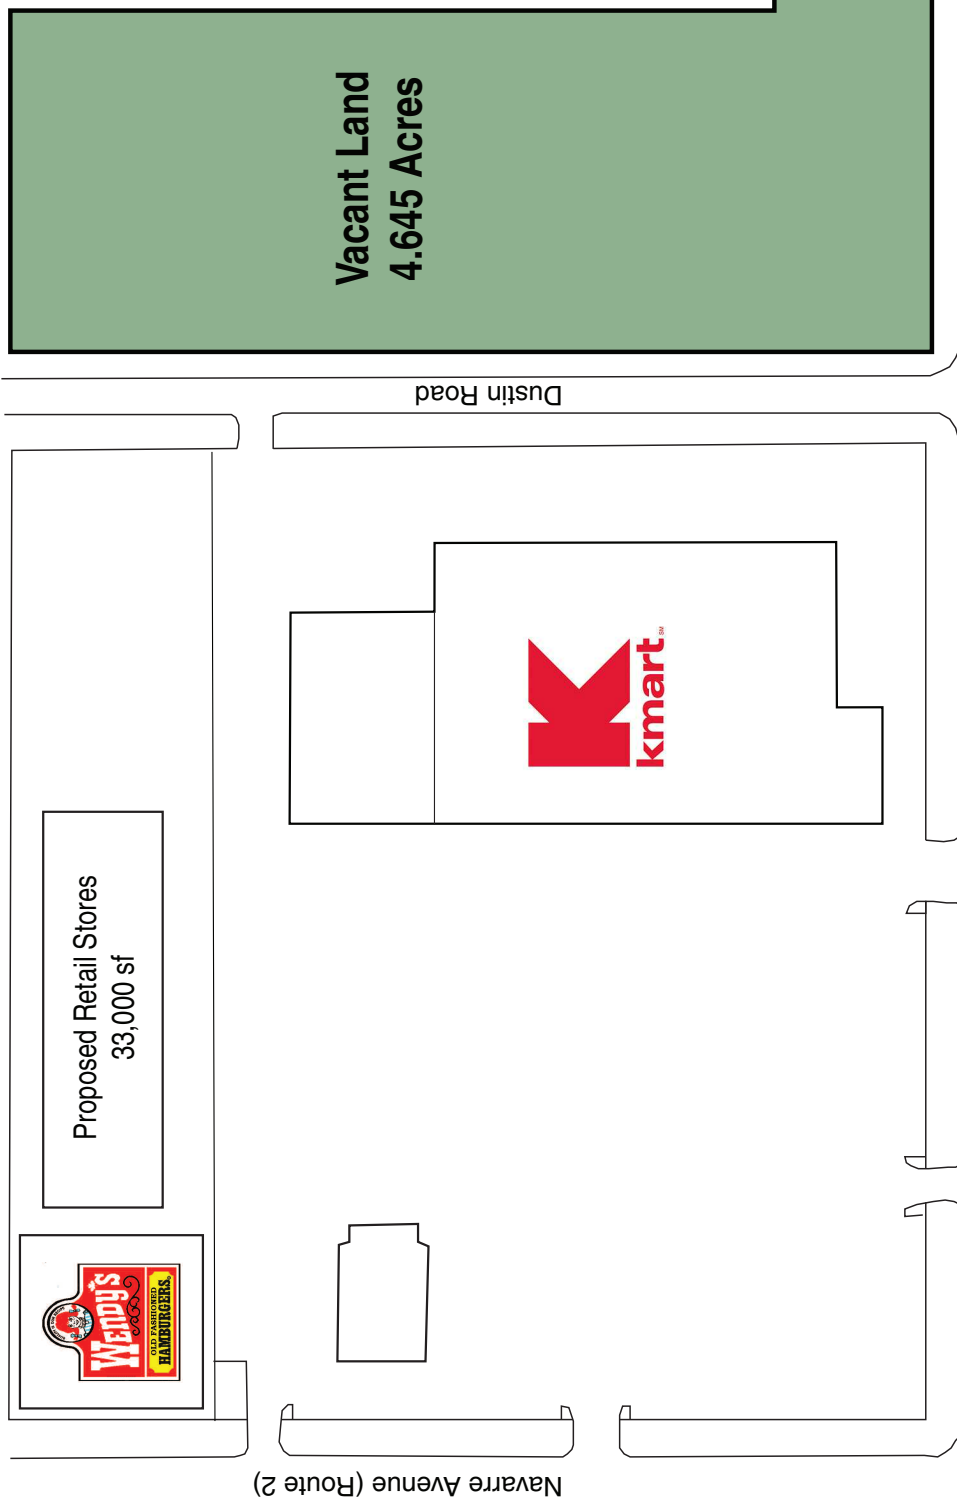 Vacant Land
4.645 Acres
Dustin Road
kmart
SM
Proposed Retail Stores
33,000 sf
WENDY'S
OLD FASHIONED
HAMBURGERS.
Navarre Avenue (Route 2)